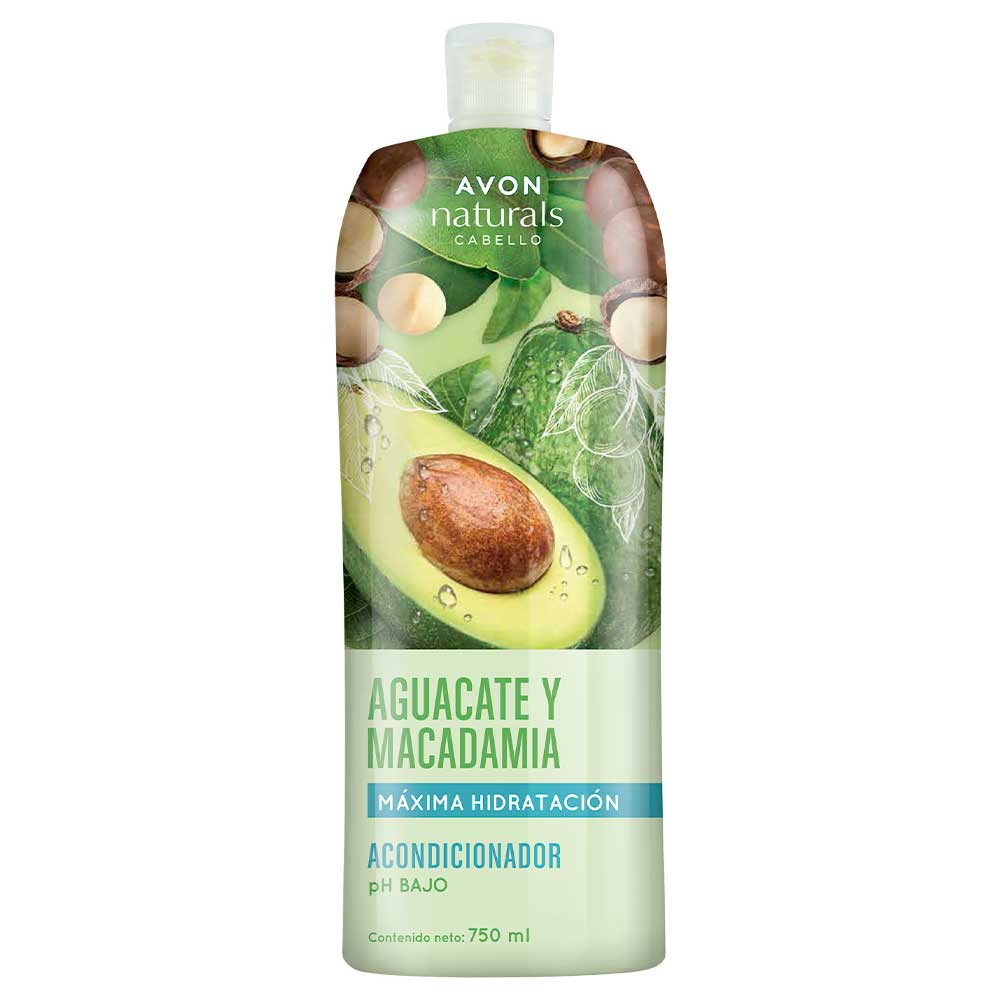 AVON
naturals
CABELLO
AGUACATE Y
MACADAMIA
MÁXIMA HIDRATACIÓN
ACONDICIONADOR
pH BAJO
Contenido neto: 750 ml